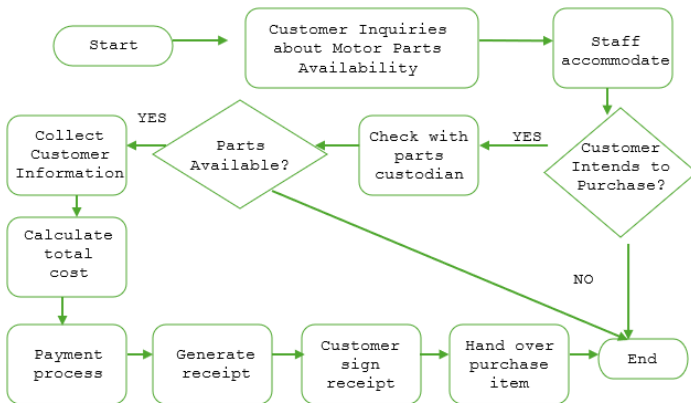 Start
Customer Inquiries
about Motor Parts
Availability
Staff
accommodate
Customer
Intends to
Purchase?
YES
Check with
parts
custodian
Parts
Available?
YES
Collect
Customer
Information
Calculate
total
cost
NO
Payment
process
Generate
receipt
Customer
sign
receipt
Hand over
purchase
item
End